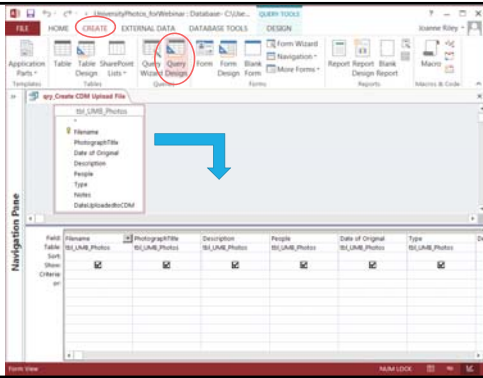 UniversityPhotos_forWebinar : Database- C:\Use... QUERY TOOLS
FILE HOME CREATE EXTERNAL DATA DATABASE TOOLS DESIGN Joanne Riley
Application Parts Table Table Design SharePoint Lists Query Wizard Query Design Form Form Design Blank Form Form Wizard Navigation More Forms Report Report Design Blank Report Macro
Templates Tables Queries Forms Reports Macros & Code
qry_Create CDM Upload File
tbl_UMB_Photos
*
Filename
PhotographTitle
Date of Original
Description
People
Type
Notes
DateUploadedtoCDM
Navigation Pane
Field: Filename PhotographTitle Description People Date of Original Type
Table: tbl_UMB_Photos tbl_UMB_Photos tbl_UMB_Photos tbl_UMB_Photos tbl_UMB_Photos tbl_UMB_Photos
Sort:
Show:
Criteria:
or:
Form View NUM LOCK